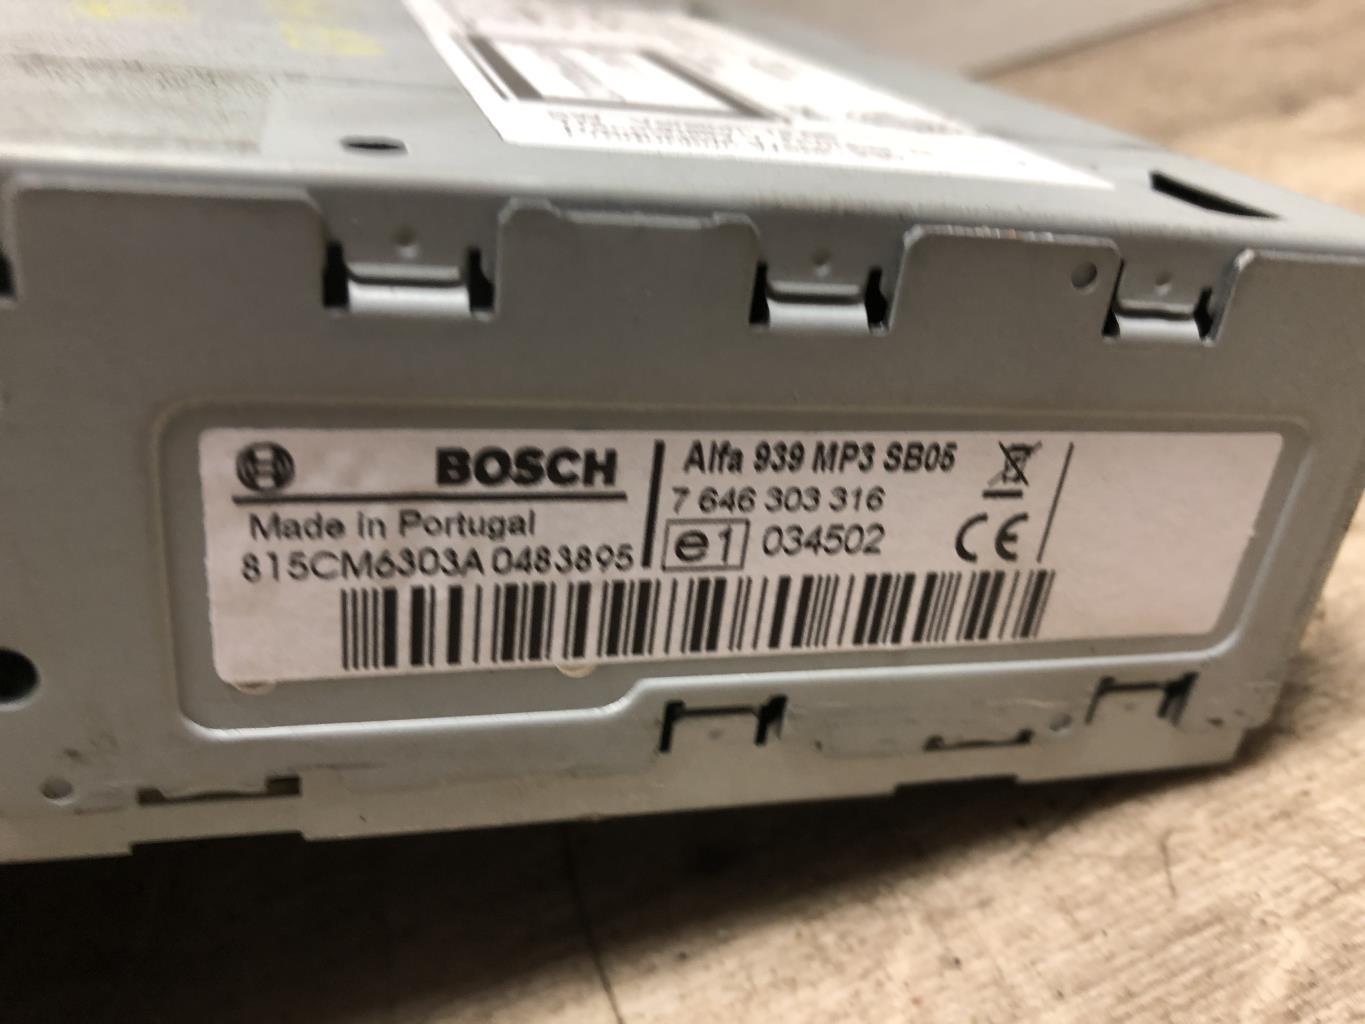 BOSCH
Made in Portugal
815CM6303A 0483895
Alfa 939 MP3 SB05
7 646 303 316
e1 034502
CE